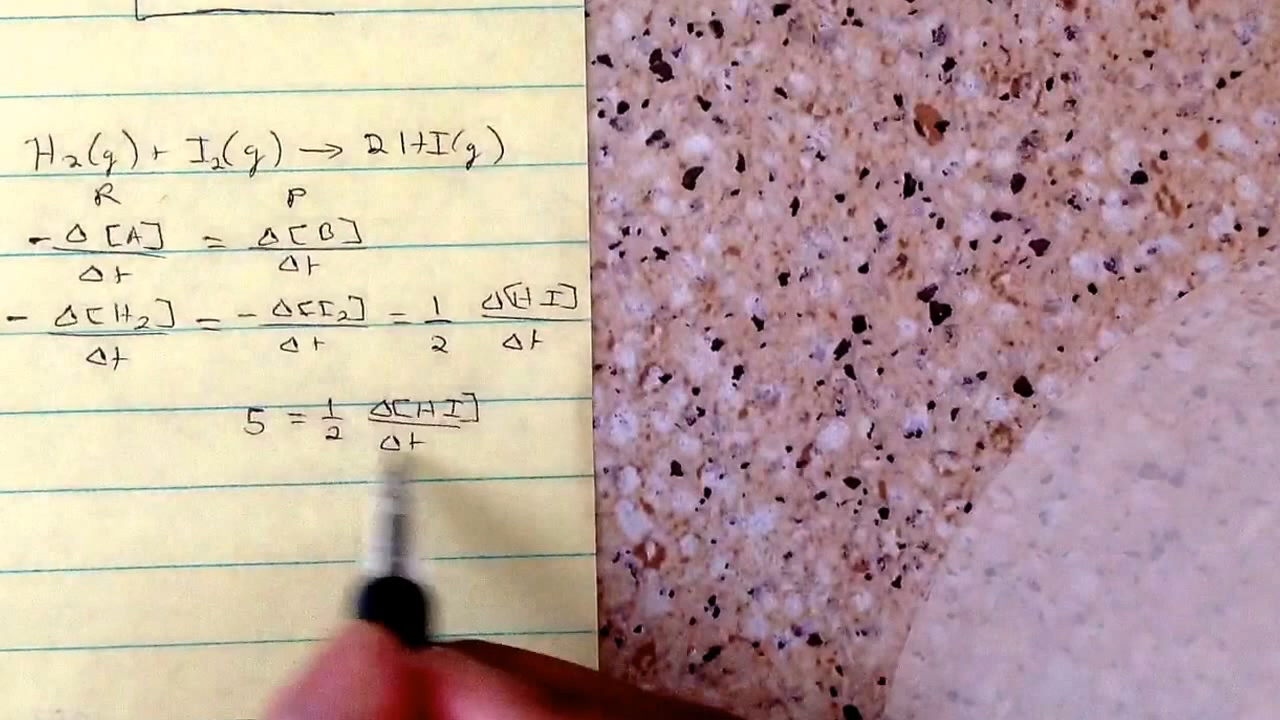 H₂(g) + I₂(g) → 2HI(g)
R P
- Δ[A]/Δt = Δ[B]/Δt
- Δ[H₂]/Δt = - Δ[I₂]/Δt = 1/2 Δ[HI]/Δt
5 = 1/2 Δ[HI]/Δt